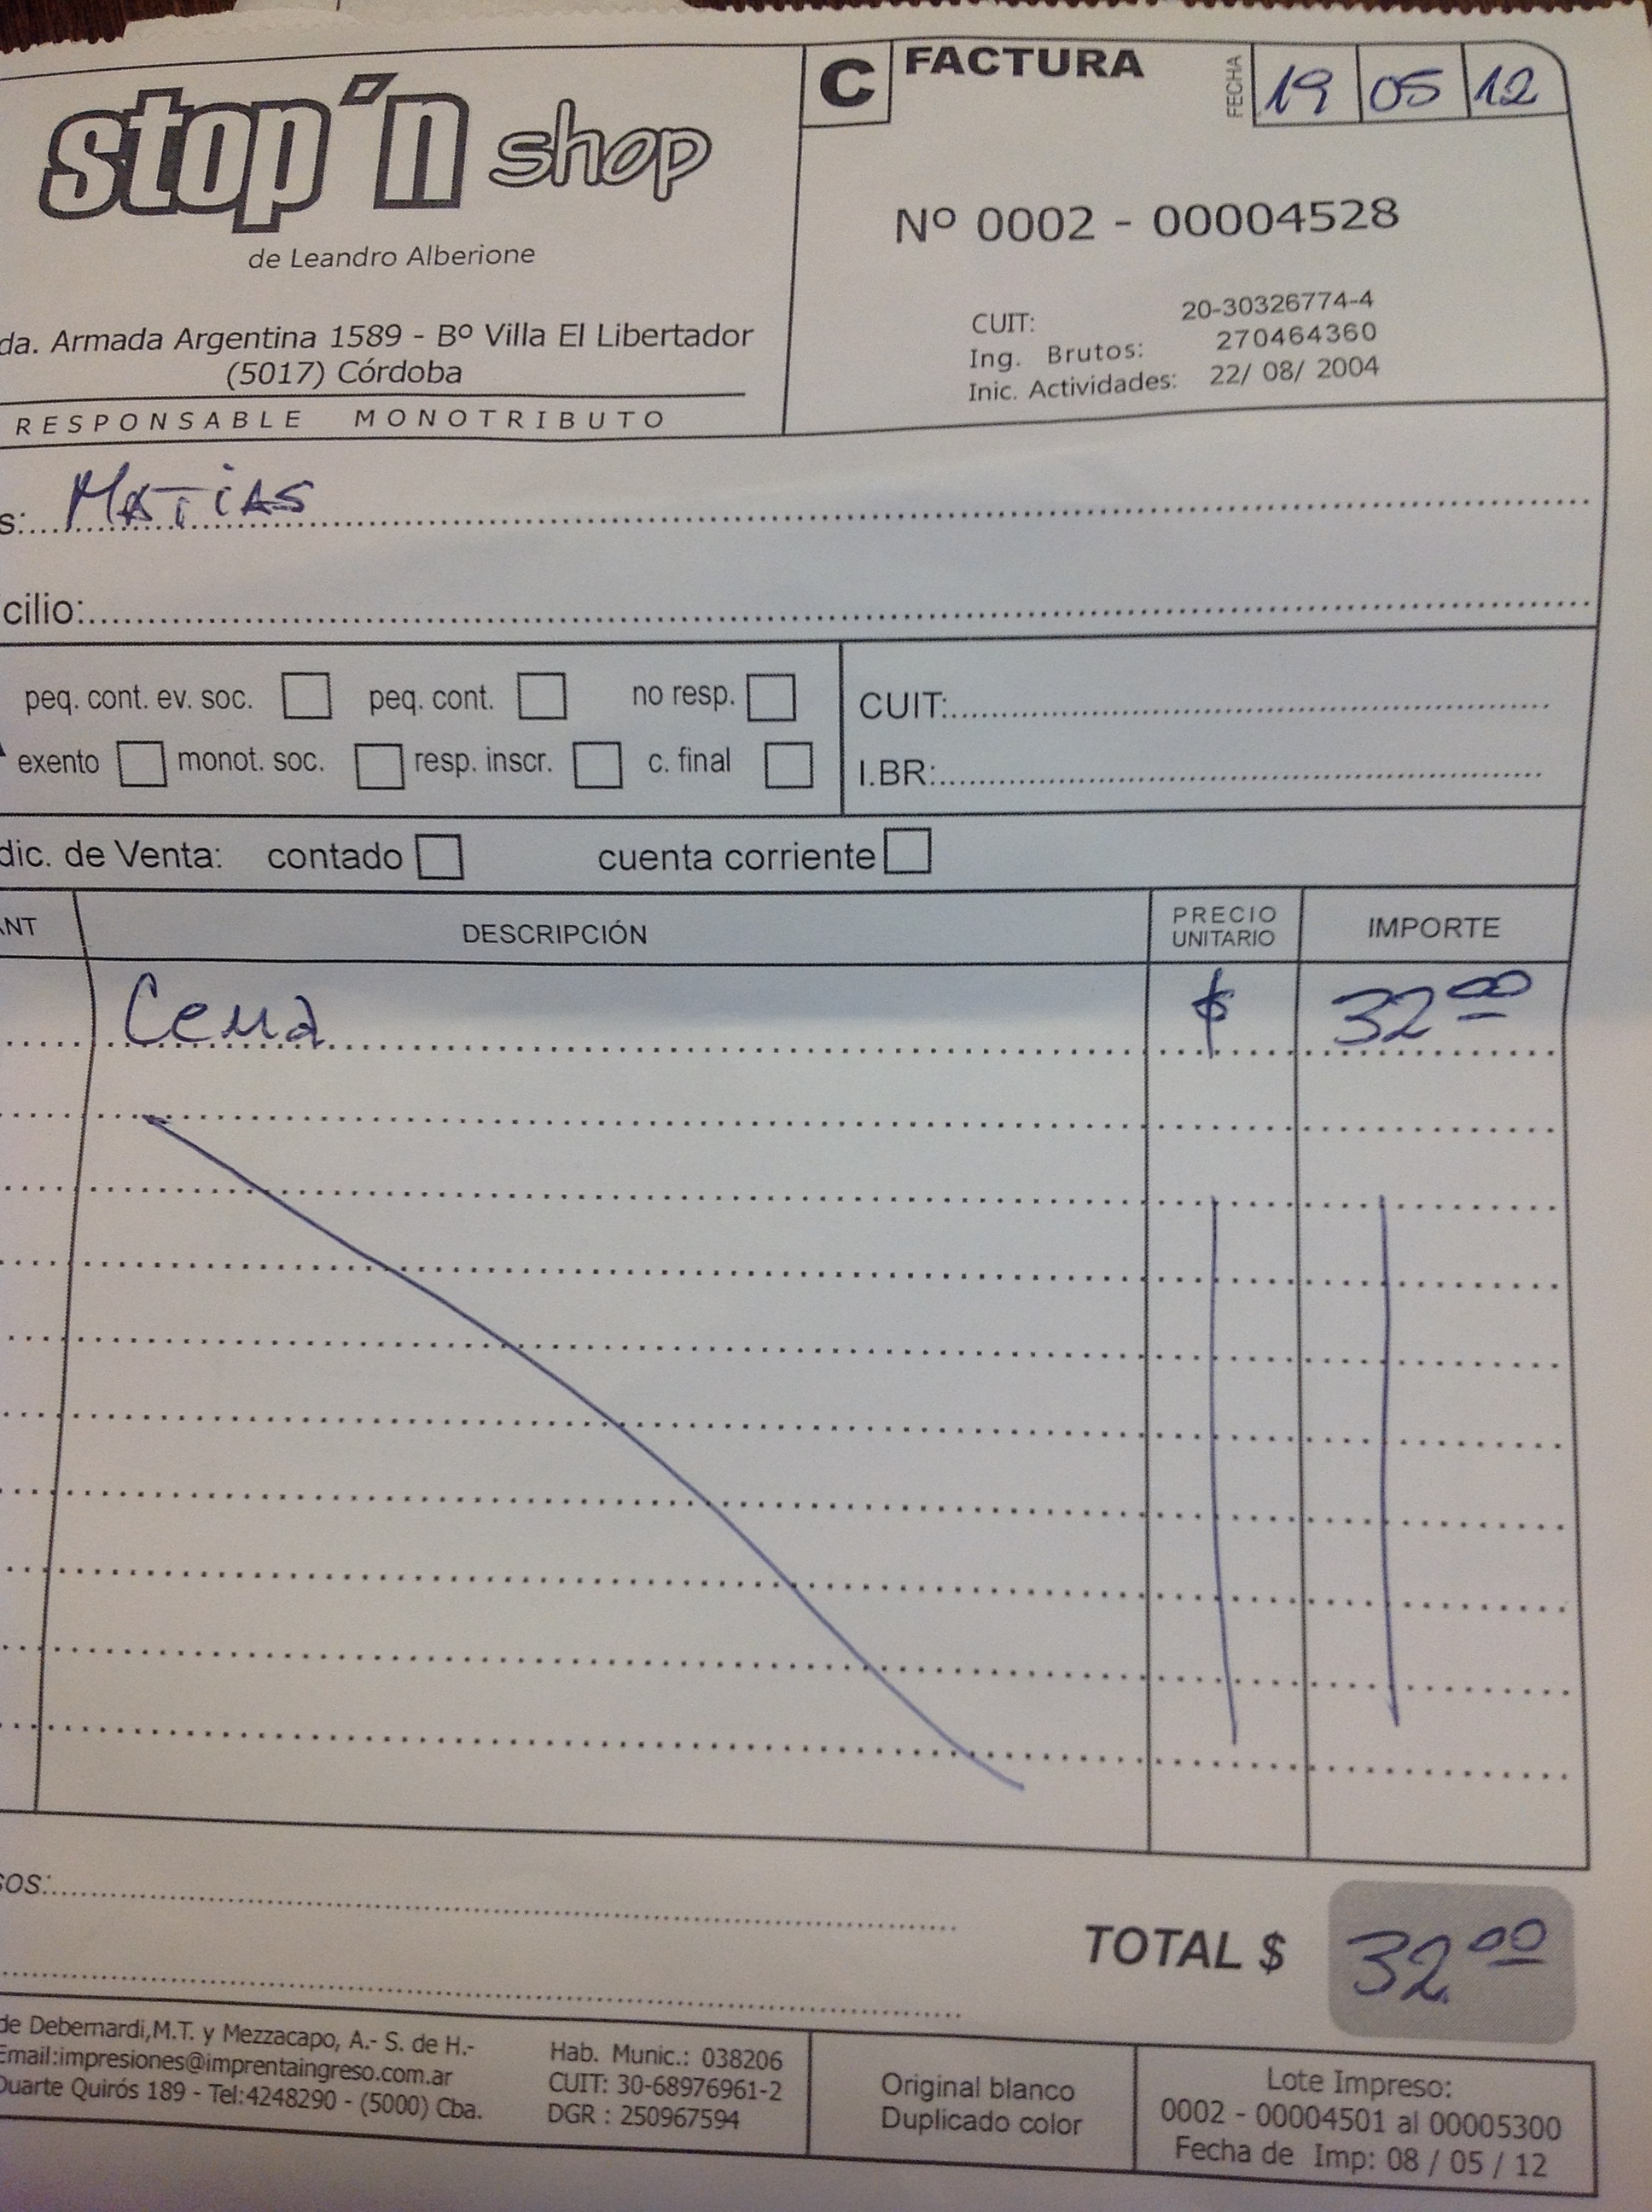 stop'n shop
C FACTURA
FECHA 19 05 12
de Leandro Alberione
Nº 0002 - 00004528
da. Armada Argentina 1589 - Bº Villa El Libertador
(5017) Córdoba
RESPONSABLE MONOTRIBUTO
CUIT: 20-30326774-4
Ing. Brutos: 270464360
Inic. Actividades: 22/ 08/ 2004
s: MATIAS
cilio:
peq. cont. ev. soc. peq. cont. no resp.
exento monot. soc. resp. inscr. c. final
CUIT:
I.BR:
dic. de Venta: contado cuenta corriente
ANT DESCRIPCIÓN PRECIO UNITARIO IMPORTE
Cena $ 32 00
sos:
TOTAL $ 32 00
de Debernardi,M.T. y Mezzacapo, A.- S. de H.-
Email:impresiones@imprentaingreso.com.ar
Duarte Quirós 189 - Tel:4248290 - (5000) Cba.
Hab. Munic.: 038206
CUIT: 30-68976961-2
DGR : 250967594
Original blanco
Duplicado color
Lote Impreso:
0002 - 00004501 al 00005300
Fecha de Imp: 08 / 05 / 12